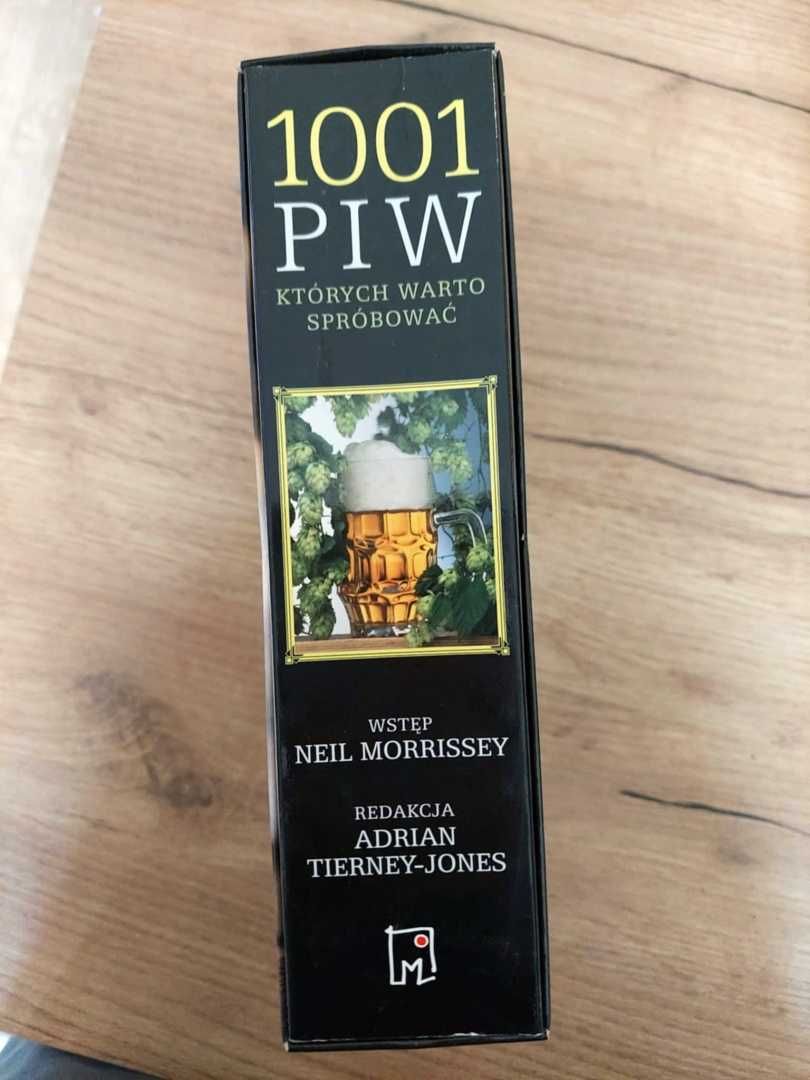 1001
PIW
KTÓRYCH WARTO
SPRÓBOWAĆ
WSTĘP
NEIL MORRISSEY
REDAKCJA
ADRIAN
TIERNEY-JONES
M